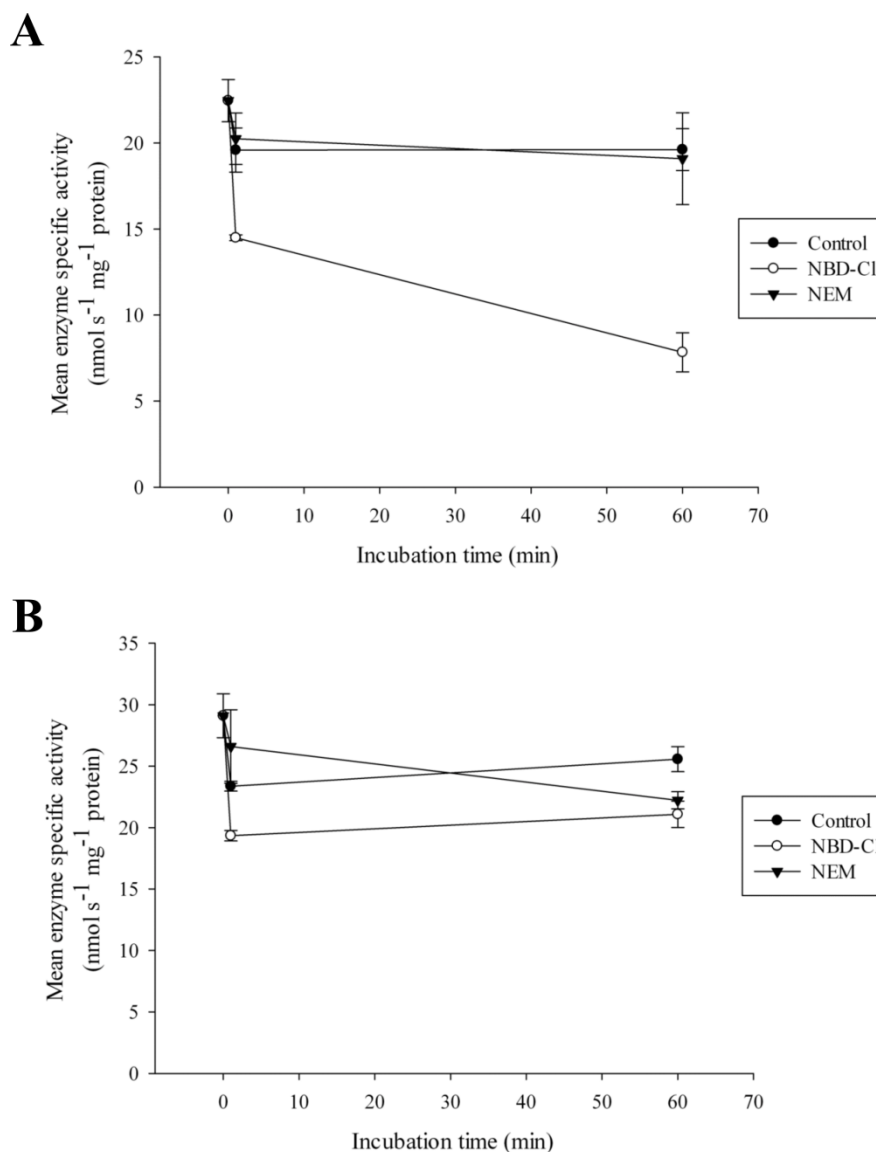 A
Mean enzyme specific activity
(nmol s⁻¹ mg⁻¹ protein)
25
20
15
10
5
0
0 10 20 30 40 50 60 70
Incubation time (min)
Control
NBD-Cl
NEM
B
Mean enzyme specific activity
(nmol s⁻¹ mg⁻¹ protein)
35
30
25
20
15
10
5
0
0 10 20 30 40 50 60 70
Incubation time (min)
Control
NBD-Cl
NEM